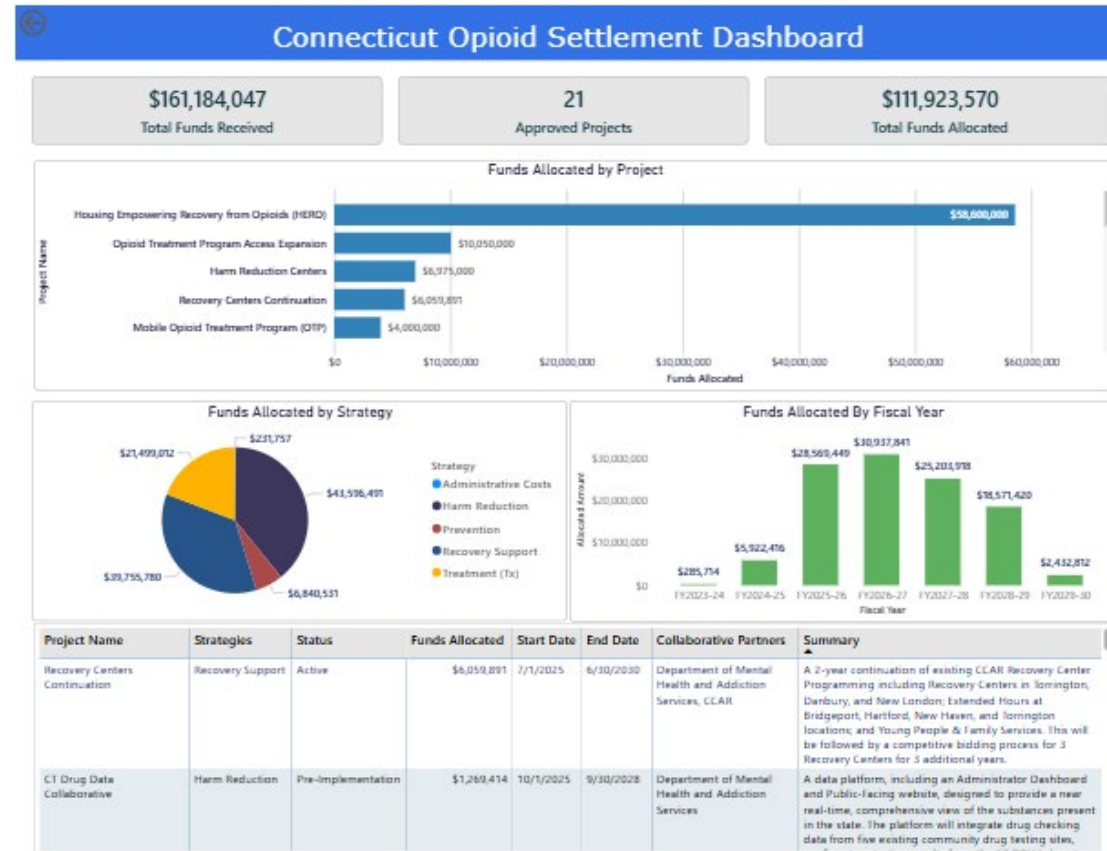 Connecticut Opioid Settlement Dashboard
$161,184,047
Total Funds Received
21
Approved Projects
$111,923,570
Total Funds Allocated
Funds Allocated by Project
Project Name
Housing Empowering Recovery from Opioids (HERO)
$58,600,000
Opioid Treatment Program Access Expansion
$10,050,000
Harm Reduction Centers
$6,975,000
Recovery Centers Continuation
$6,059,891
Mobile Opioid Treatment Program (OTP)
$4,000,000
$0 $10,000,000 $20,000,000 $30,000,000 $40,000,000 $50,000,000 $60,000,000
Funds Allocated
Funds Allocated by Strategy
$231,757
$21,499,012
$43,596,491
$39,755,780
$6,840,531
Strategy
Administrative Costs
Harm Reduction
Prevention
Recovery Support
Treatment (Tx)
Funds Allocated By Fiscal Year
Allocated Amount
$30,000,000
$20,000,000
$10,000,000
$0
$285,714
$5,922,416
$28,569,449
$30,937,841
$25,203,918
$18,571,420
$2,432,812
FY2023-24 FY2024-25 FY2025-26 FY2026-27 FY2027-28 FY2028-29 FY2029-30
Fiscal Year
Project Name Strategies Status Funds Allocated Start Date End Date Collaborative Partners Summary
Recovery Centers
Continuation
Recovery Support
Active
$6,059,891
7/1/2025
6/30/2030
Department of Mental
Health and Addiction
Services, CCAR
A 2-year continuation of existing CCAR Recovery Center
Programming including Recovery Centers in Torrington,
Danbury, and New London; Extended Hours at
Bridgeport, Hartford, New Haven, and Torrington
locations; and Young People & Family Services. This will
be followed by a competitive bidding process for 3
Recovery Centers for 3 additional years.
CT Drug Data
Collaborative
Harm Reduction
Pre-Implementation
$1,269,414
10/1/2025
9/30/2028
Department of Mental
Health and Addiction
Services
A data platform, including an Administrator Dashboard
and Public-facing website, designed to provide a near
real-time, comprehensive view of the substances present
in the state. The platform will integrate drug checking
data from five existing community drug testing sites,